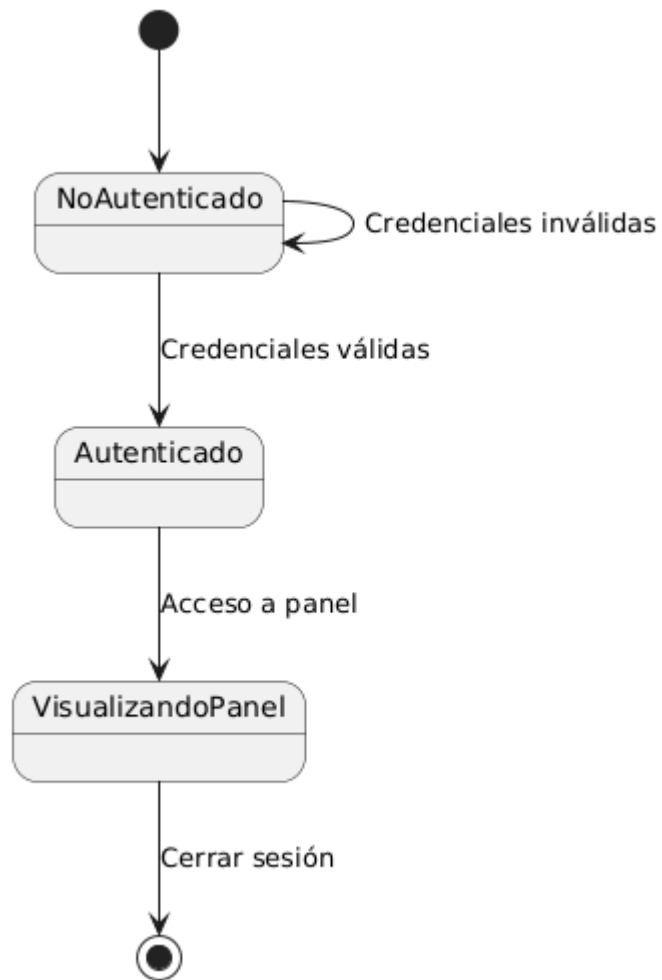 NoAutenticado
Credenciales inválidas
Credenciales válidas
Autenticado
Acceso a panel
VisualizandoPanel
Cerrar sesión